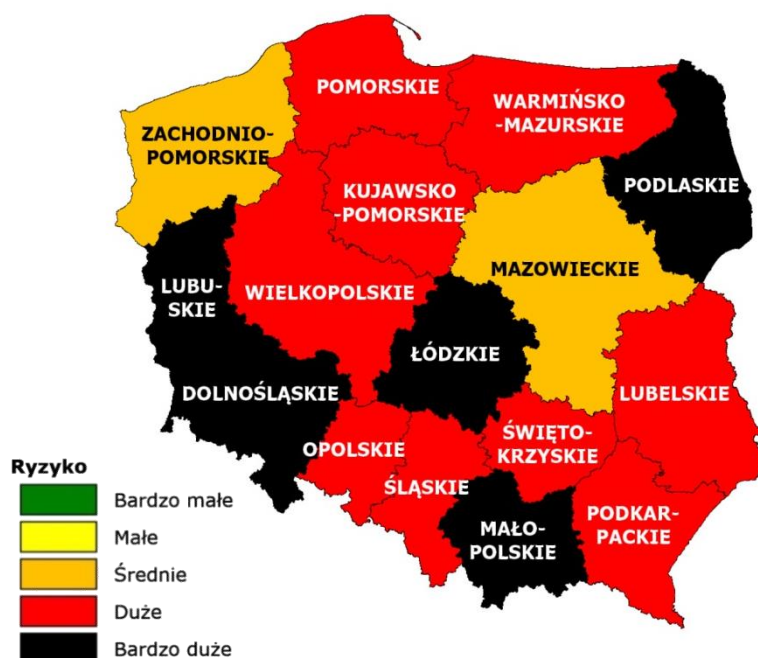 POMORSKIE
WARMIŃSKO
-MAZURSKIE
ZACHODNIO-
POMORSKIE
PODLASKIE
KUJAWSKO
-POMORSKIE
MAZOWIECKIE
LUBU-
SKIE
WIELKOPOLSKIE
ŁÓDZKIE
DOLNOŚLĄSKIE
LUBELSKIE
OPOLSKIE
ŚWIĘTO-
KRZYSKIE
ŚLĄSKIE
MAŁO-
POLSKIE
PODKAR-
PACKIE
Ryzyko
Bardzo małe
Małe
Średnie
Duże
Bardzo duże